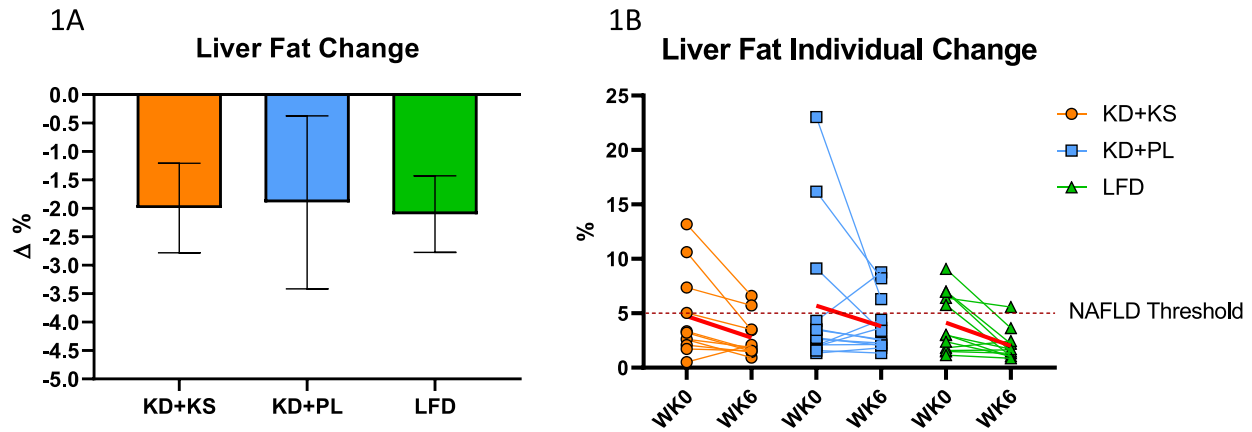 1A
Liver Fat Change
0.0
-0.5
-1.0
-1.5
-2.0
-2.5
-3.0
-3.5
-4.0
-4.5
-5.0
Δ %
KD+KS KD+PL LFD
1B
Liver Fat Individual Change
25
20
15
10
5
0
%
WK0 WK6 WK0 WK6 WK0 WK6
KD+KS
KD+PL
LFD
NAFLD Threshold